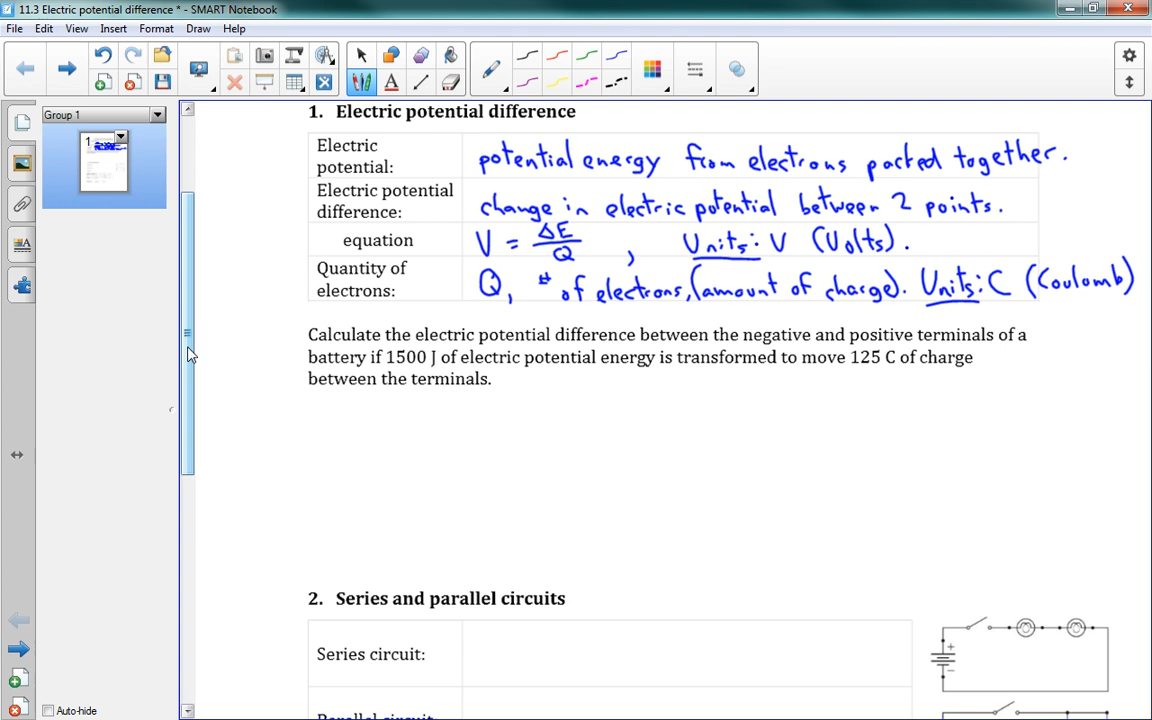 11.3 Electric potential difference * - SMART Notebook
File Edit View Insert Format Draw Help
Group 1
1
1. Electric potential difference
Electric potential: potential energy from electrons packed together.
Electric potential difference: change in electric potential between 2 points.
equation V = ΔE/Q , Units: V (Volts).
Quantity of electrons: Q, # of electrons, (amount of charge). Units: C (Coulomb)
Calculate the electric potential difference between the negative and positive terminals of a
battery if 1500 J of electric potential energy is transformed to move 125 C of charge
between the terminals.
2. Series and parallel circuits
Series circuit:
+
−
Parallel circuit:
Auto-hide